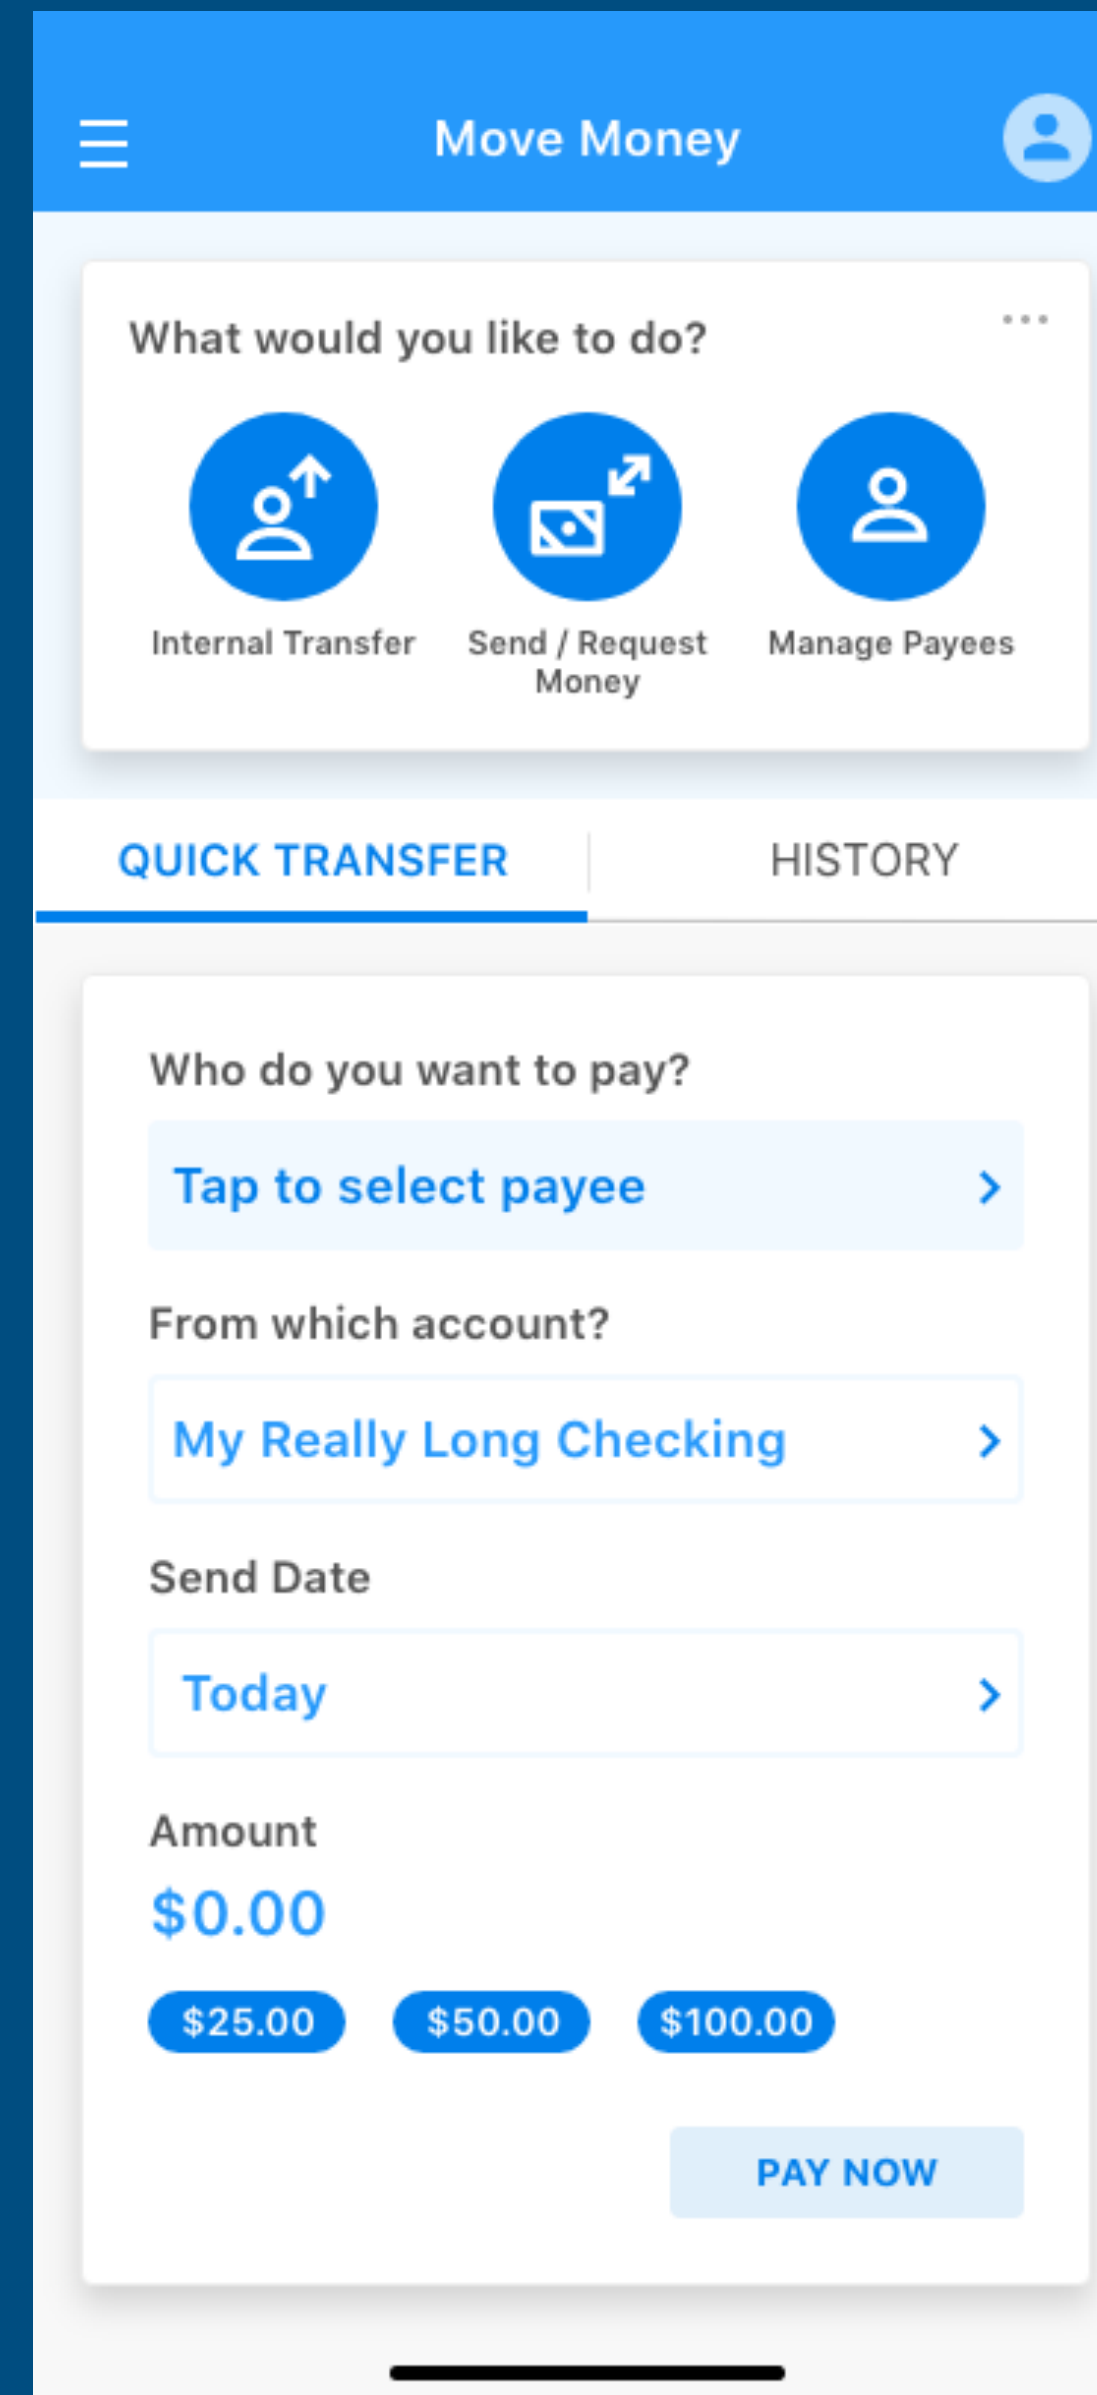 Move Money
What would you like to do?
Internal Transfer
Send / Request
Money
Manage Payees
QUICK TRANSFER
HISTORY
Who do you want to pay?
Tap to select payee
From which account?
My Really Long Checking
Send Date
Today
Amount
$0.00
$25.00
$50.00
$100.00
PAY NOW